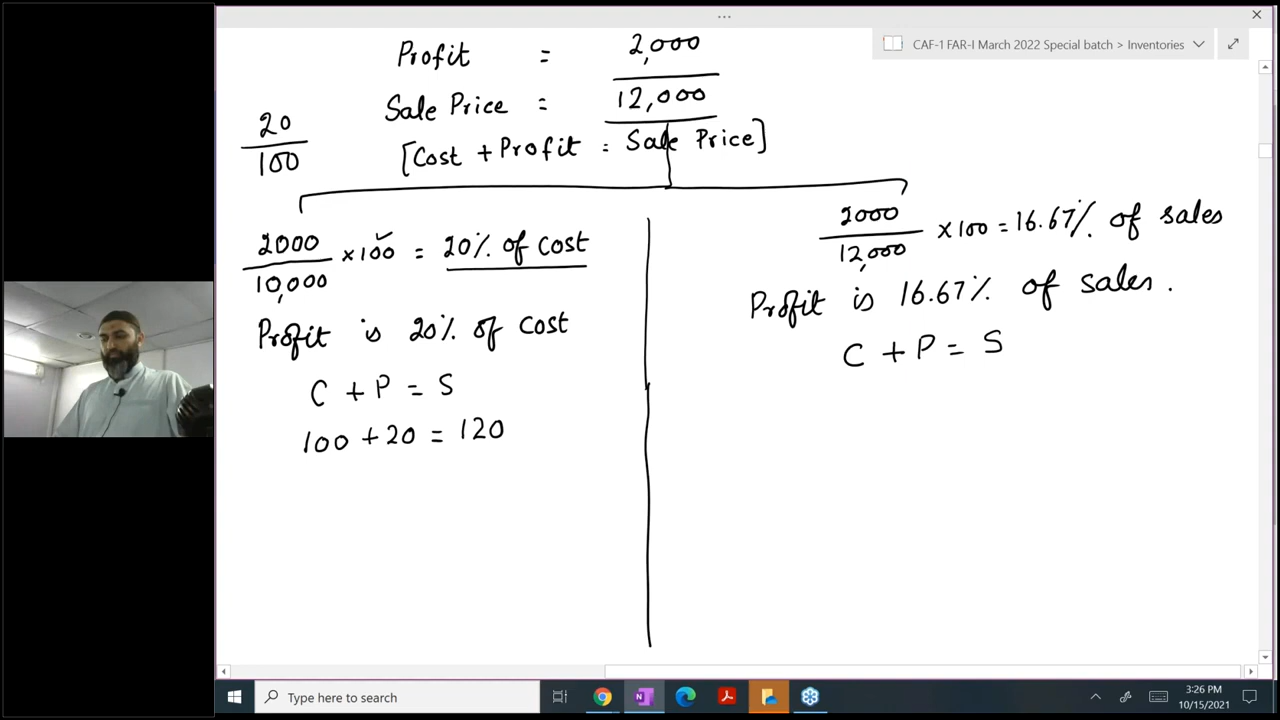 CAF-1 FAR-I March 2022 Special batch > Inventories
Profit = 2,000
Sale Price = 12,000
[Cost + Profit = Sale Price]
20
100
2000
10,000
×100 = 20% of cost
Profit is 20% of cost
C + P = S
100 + 20 = 120
2000
12,000
×100 = 16.67% of sales
Profit is 16.67% of sales.
C + P = S
Type here to search
3:26 PM
10/15/2021